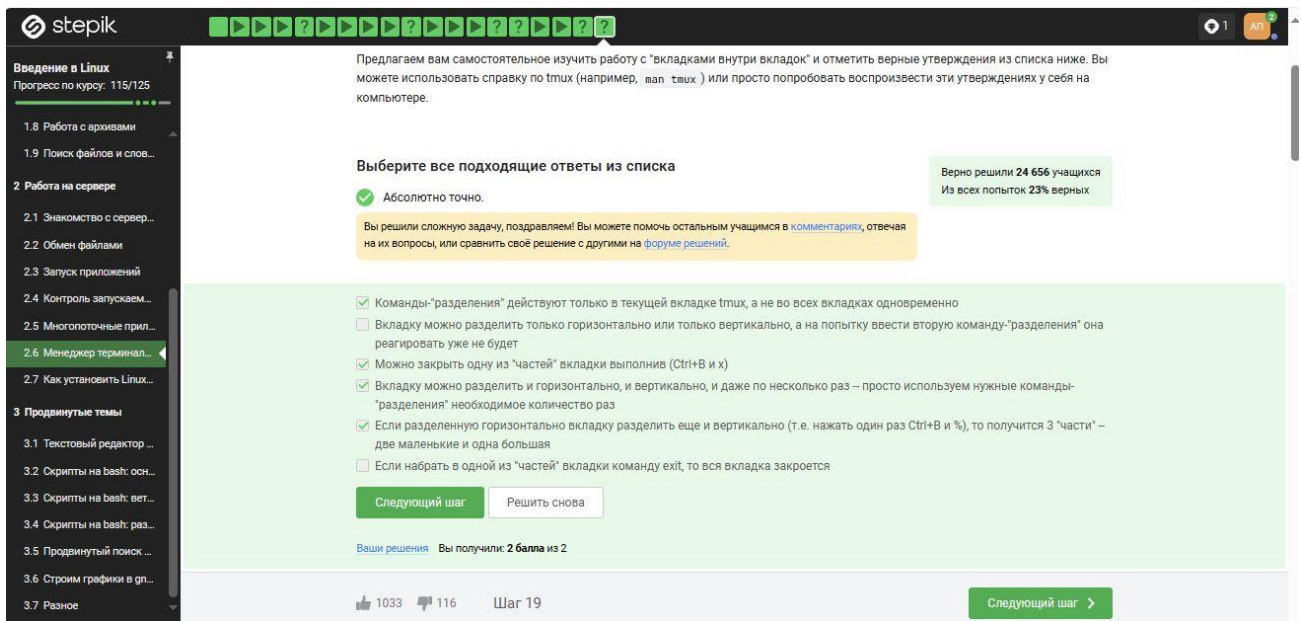 stepik
1
АП
2
Введение в Linux
Прогресс по курсу: 115/125
1.8 Работа с архивами
1.9 Поиск файлов и слов...
2 Работа на сервере
2.1 Знакомство с сервер...
2.2 Обмен файлами
2.3 Запуск приложений
2.4 Контроль запускаем...
2.5 Многопоточные прил...
2.6 Менеджер терминал...
2.7 Как установить Linux...
3 Продвинутые темы
3.1 Текстовый редактор ...
3.2 Скрипты на bash: осн...
3.3 Скрипты на bash: вет...
3.4 Скрипты на bash: раз...
3.5 Продвинутый поиск ...
3.6 Строим графики в gn...
3.7 Разное
Предлагаем вам самостоятельное изучить работу с "вкладками внутри вкладок" и отметить верные утверждения из списка ниже. Вы
можете использовать справку по tmux (например, man tmux ) или просто попробовать воспроизвести эти утверждениях у себя на
компьютере.
Выберите все подходящие ответы из списка
Абсолютно точно.
Верно решили 24 656 учащихся
Из всех попыток 23% верных
Вы решили сложную задачу, поздравляем! Вы можете помочь остальным учащимся в комментариях, отвечая
на их вопросы, или сравнить своё решение с другими на форуме решений.
Команды-"разделения" действуют только в текущей вкладке tmux, а не во всех вкладках одновременно
Вкладку можно разделить только горизонтально или только вертикально, а на попытку ввести вторую команду-"разделения" она
реагировать уже не будет
Можно закрыть одну из "частей" вкладки выполнив (Ctrl+B и x)
Вкладку можно разделить и горизонтально, и вертикально, и даже по несколько раз -- просто используем нужные команды-
"разделения" необходимое количество раз
Если разделенную горизонтально вкладку разделить еще и вертикально (т.е. нажать один раз Ctrl+B и %), то получится 3 "части" --
две маленькие и одна большая
Если набрать в одной из "частей" вкладки команду exit, то вся вкладка закроется
Следующий шаг
Решить снова
Ваши решения Вы получили: 2 балла из 2
1033 116 Шаг 19
Следующий шаг